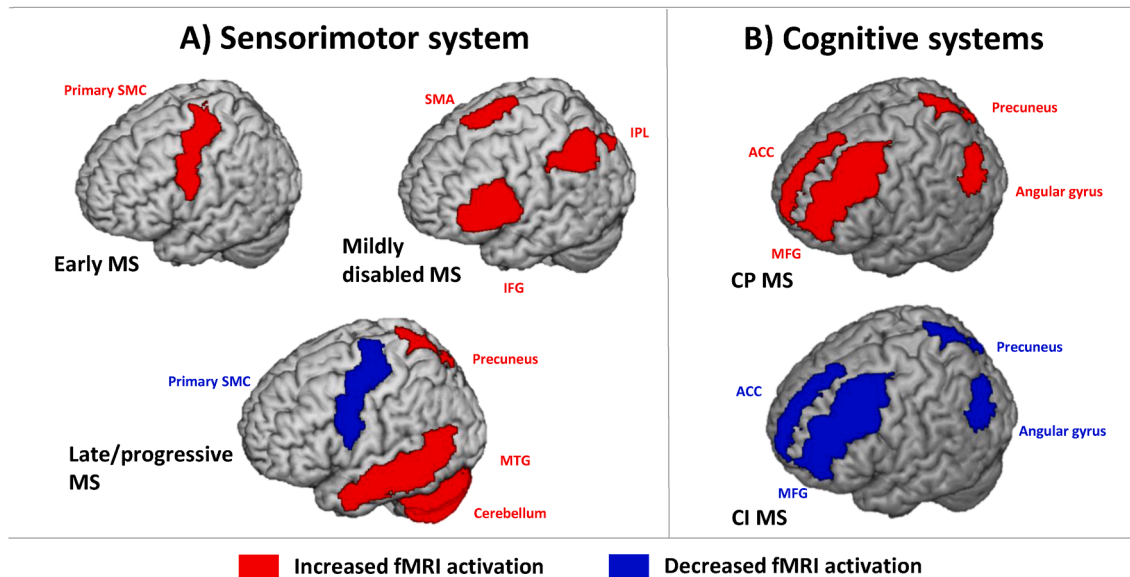 A) Sensorimotor system
Primary SMC
Early MS
SMA
IPL
Mildly
disabled MS
IFG
Primary SMC
Precuneus
Late/progressive
MS
MTG
Cerebellum
B) Cognitive systems
Precuneus
ACC
Angular gyrus
MFG
CP MS
Precuneus
ACC
Angular gyrus
MFG
CI MS
Increased fMRI activation
Decreased fMRI activation